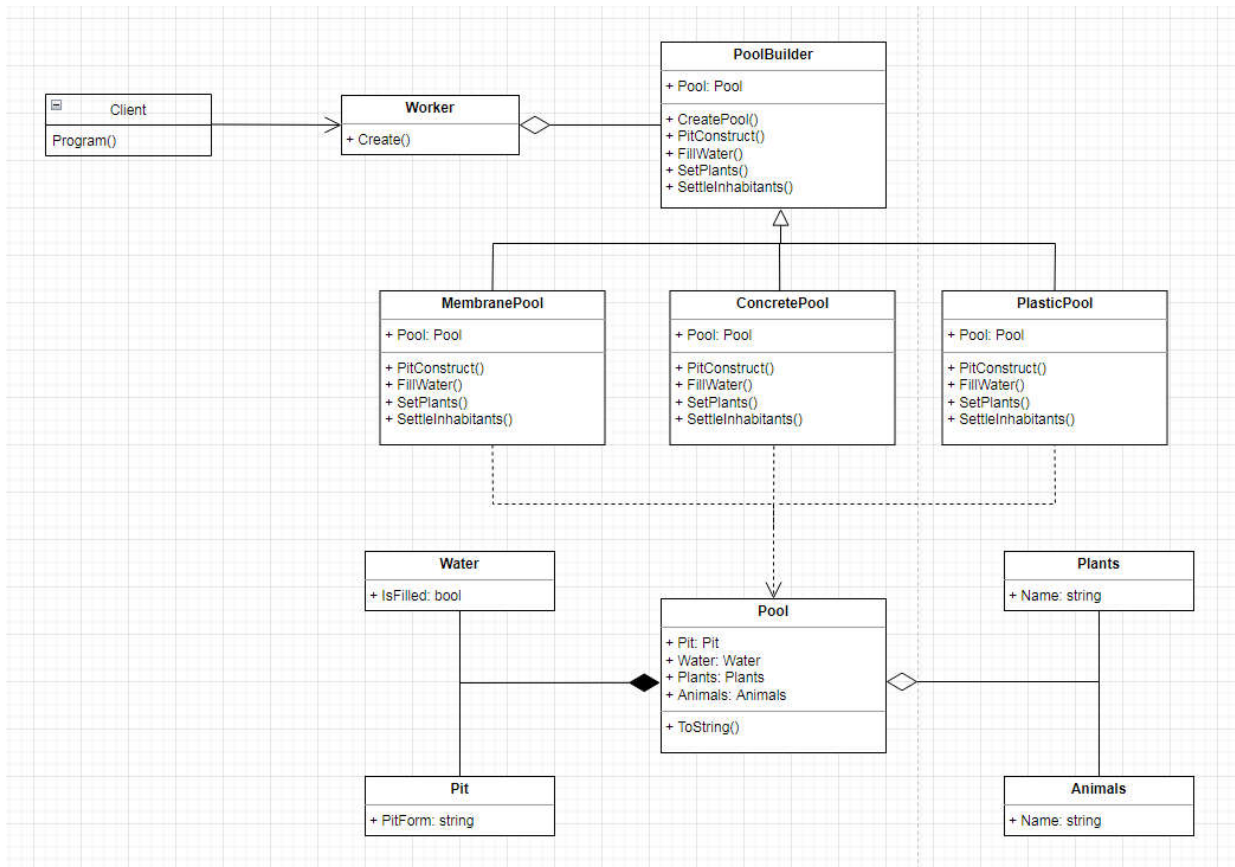 PoolBuilder
+ Pool: Pool
+ CreatePool()
+ PitConstruct()
+ FillWater()
+ SetPlants()
+ SettleInhabitants()
Client
Program()
Worker
+ Create()
MembranePool
+ Pool: Pool
+ PitConstruct()
+ FillWater()
+ SetPlants()
+ SettleInhabitants()
ConcretePool
+ Pool: Pool
+ PitConstruct()
+ FillWater()
+ SetPlants()
+ SettleInhabitants()
PlasticPool
+ Pool: Pool
+ PitConstruct()
+ FillWater()
+ SetPlants()
+ SettleInhabitants()
Water
+ IsFilled: bool
Plants
+ Name: string
Pool
+ Pit: Pit
+ Water: Water
+ Plants: Plants
+ Animals: Animals
+ ToString()
Pit
+ PitForm: string
Animals
+ Name: string